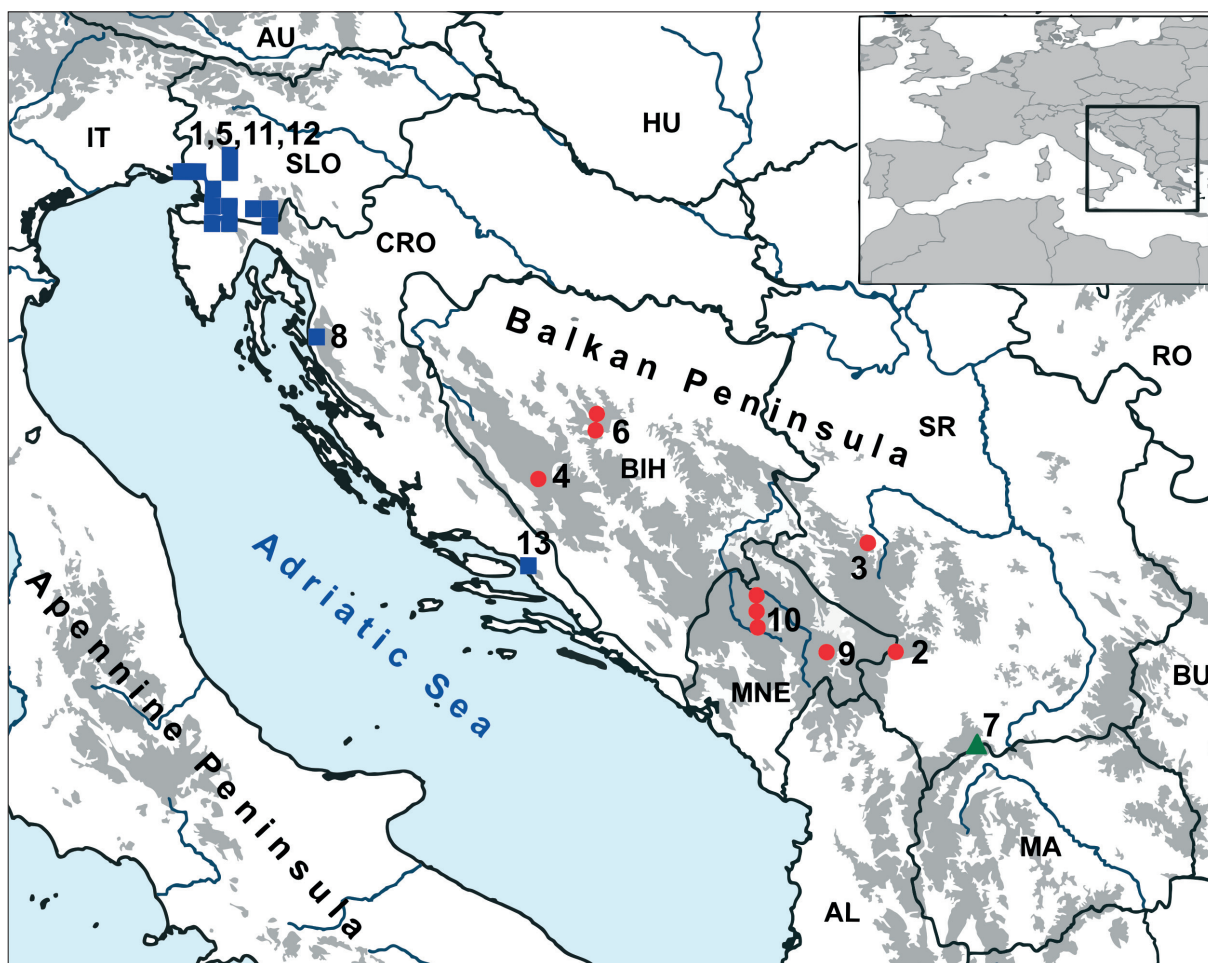 AU
HU
IT
1,5,11,12
SLO
CRO
8
Balkan Peninsula
RO
SR
6
BIH
4
13
3
Adriatic Sea
10
9
2
MNE
BU
7
Apennine Peninsula
MA
AL